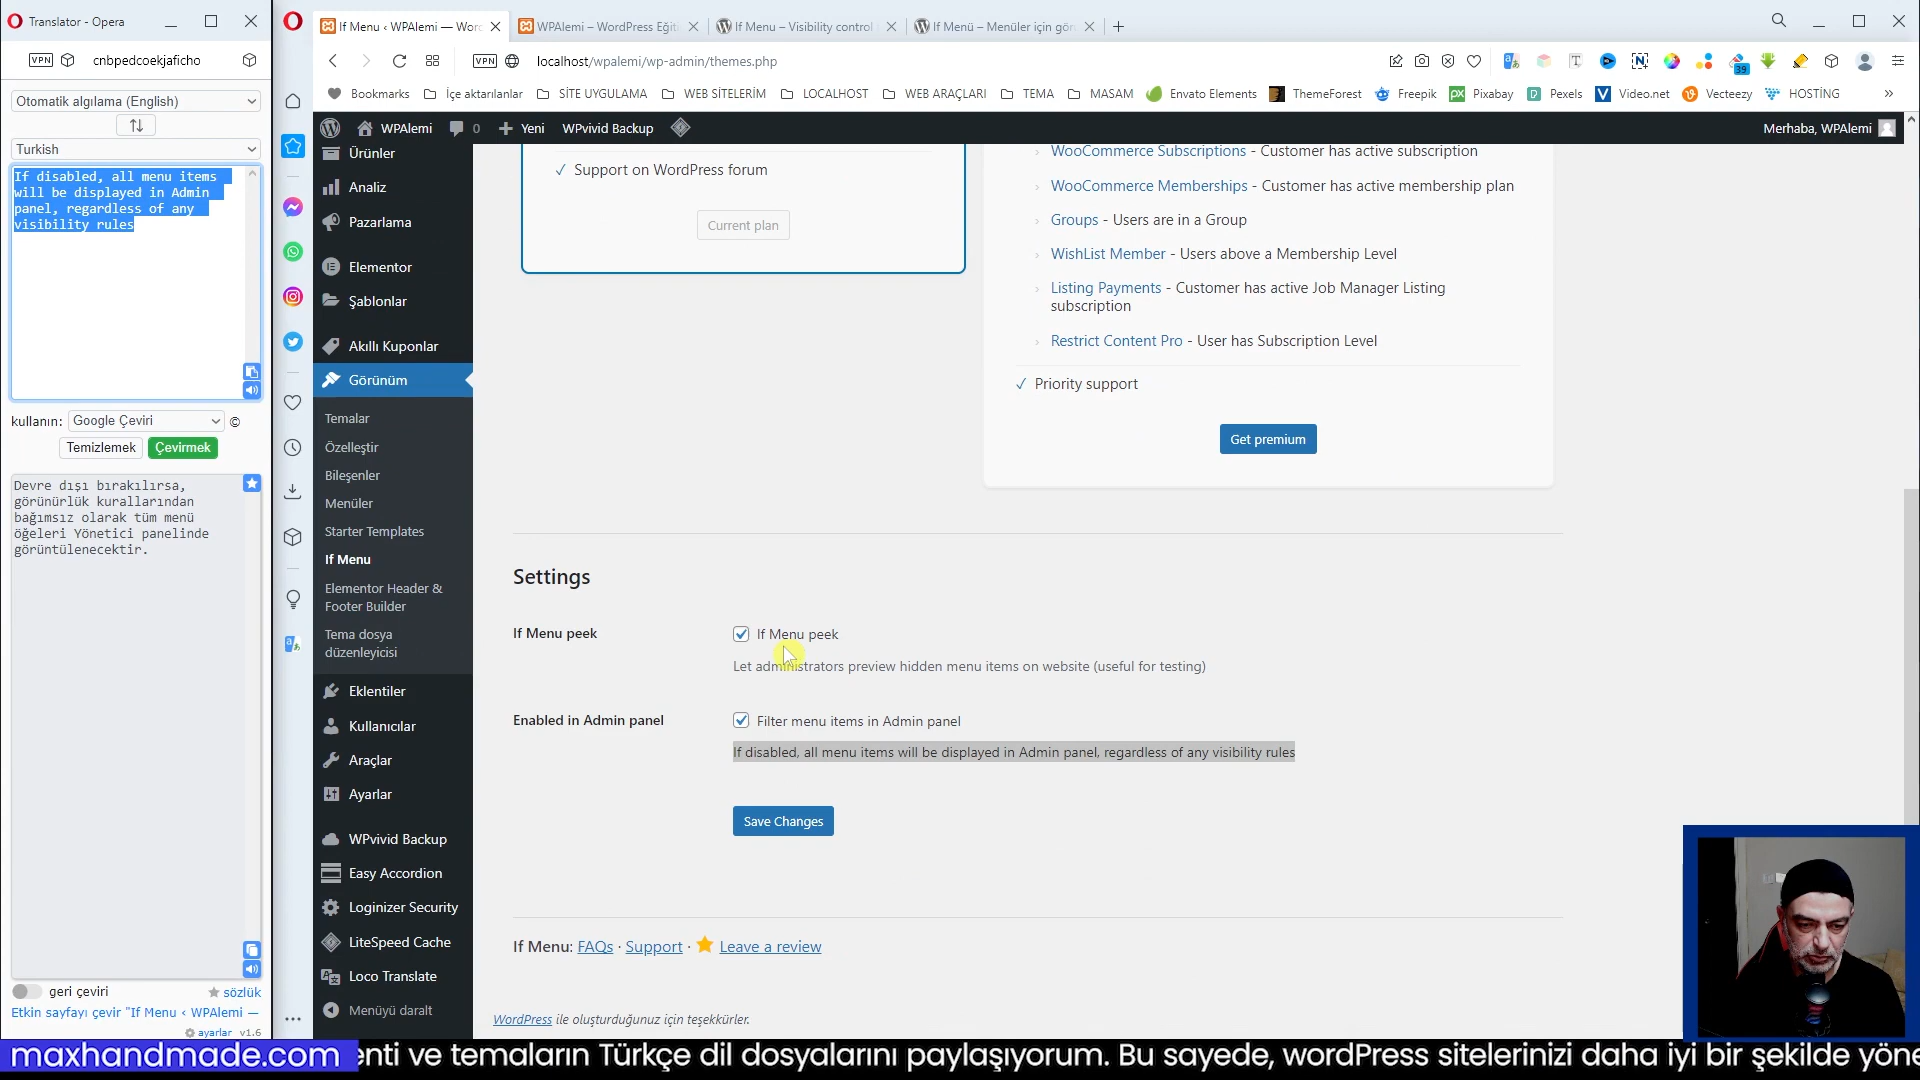 Translator - Opera
VPN
cnbpedcoekjaficho
Otomatik algılama (English)
Turkish
If disabled, all menu items
will be displayed in Admin
panel, regardless of any
visibility rules
kullanın: Google Çeviri ©
Temizlemek Çevirmek
Devre dışı bırakılırsa,
görünürlük kurallarından
bağımsız olarak tüm menü
öğeleri Yönetici panelinde
görüntülenecektir.
geri çeviri
sözlük
Etkin sayfayı çevir "If Menu ‹ WPAlemi —
ayarlar v1.6
If Menu ‹ WPAlemi — Word
WPAlemi – WordPress Eğiti
If Menu – Visibility control
If Menü – Menüler için gör
VPN
localhost/wpalemi/wp-admin/themes.php
39
Bookmarks
İçe aktarılanlar
SİTE UYGULAMA
WEB SİTELERİM
LOCALHOST
WEB ARAÇLARI
TEMA
MASAM
Envato Elements
ThemeForest
Freepik
px Pixabay
Pexels
Video.net
Vecteezy
HOSTİNG
WPAlemi
0
Yeni
WPvivid Backup
Merhaba, WPAlemi
Ürünler
Analiz
Pazarlama
Elementor
Şablonlar
Akıllı Kuponlar
Görünüm
Temalar
Özelleştir
Bileşenler
Menüler
Starter Templates
If Menu
Elementor Header &
Footer Builder
Tema dosya
düzenleyicisi
Eklentiler
Kullanıcılar
Araçlar
Ayarlar
WPvivid Backup
Easy Accordion
Loginizer Security
LiteSpeed Cache
Loco Translate
Menüyü daralt
Support on WordPress forum
Current plan
WooCommerce Subscriptions - Customer has active subscription
WooCommerce Memberships - Customer has active membership plan
Groups - Users are in a Group
WishList Member - Users above a Membership Level
Listing Payments - Customer has active Job Manager Listing
subscription
Restrict Content Pro - User has Subscription Level
Priority support
Get premium
Settings
If Menu peek
If Menu peek
Let administrators preview hidden menu items on website (useful for testing)
Enabled in Admin panel
Filter menu items in Admin panel
If disabled, all menu items will be displayed in Admin panel, regardless of any visibility rules
Save Changes
If Menu: FAQs · Support · Leave a review
WordPress ile oluşturduğunuz için teşekkürler.
maxhandmade.com
enti ve temaların Türkçe dil dosyalarını paylaşıyorum. Bu sayede, wordPress sitelerinizi daha iyi bir şekilde yöne